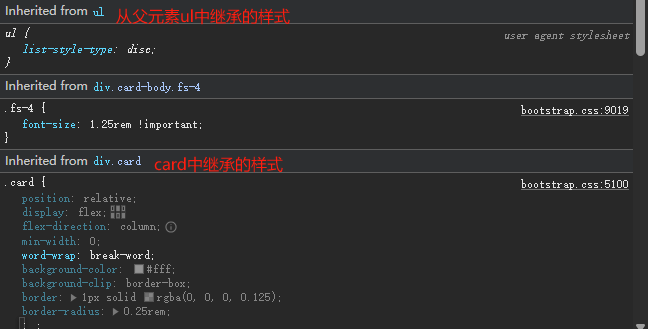 Inherited from ul 从父元素ul中继承的样式
ul { user agent stylesheet
list-style-type: disc;
}
Inherited from div.card-body.fs-4
.fs-4 { bootstrap.css:9019
font-size: 1.25rem !important;
}
Inherited from div.card card中继承的样式
.card { bootstrap.css:5100
position: relative;
display: flex;
flex-direction: column;
min-width: 0;
word-wrap: break-word;
background-color: #fff;
background-clip: border-box;
border: 1px solid rgba(0, 0, 0, 0.125);
border-radius: 0.25rem;